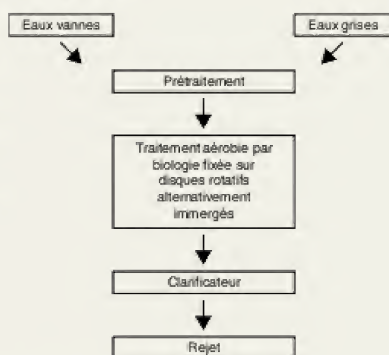 Eaux vannes
Eaux grises
Prétraitement
Traitement aérobie par
biologie fixée sur
disques rotatifs
alternativement
immergés
Clarificateur
Rejet